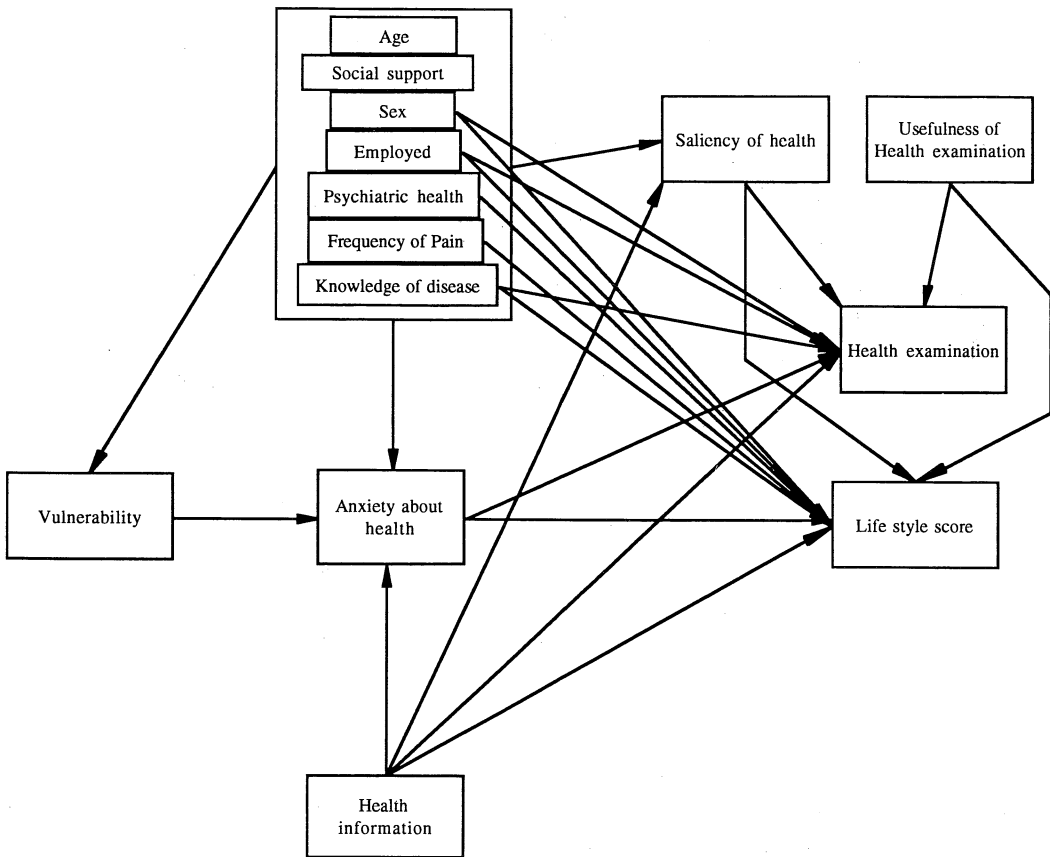 Age
Social support
Sex
Employed
Psychiatric health
Frequency of Pain
Knowledge of disease
Saliency of health
Usefulness of
Health examination
Health examination
Vulnerability
Anxiety about
health
Life style score
Health
information